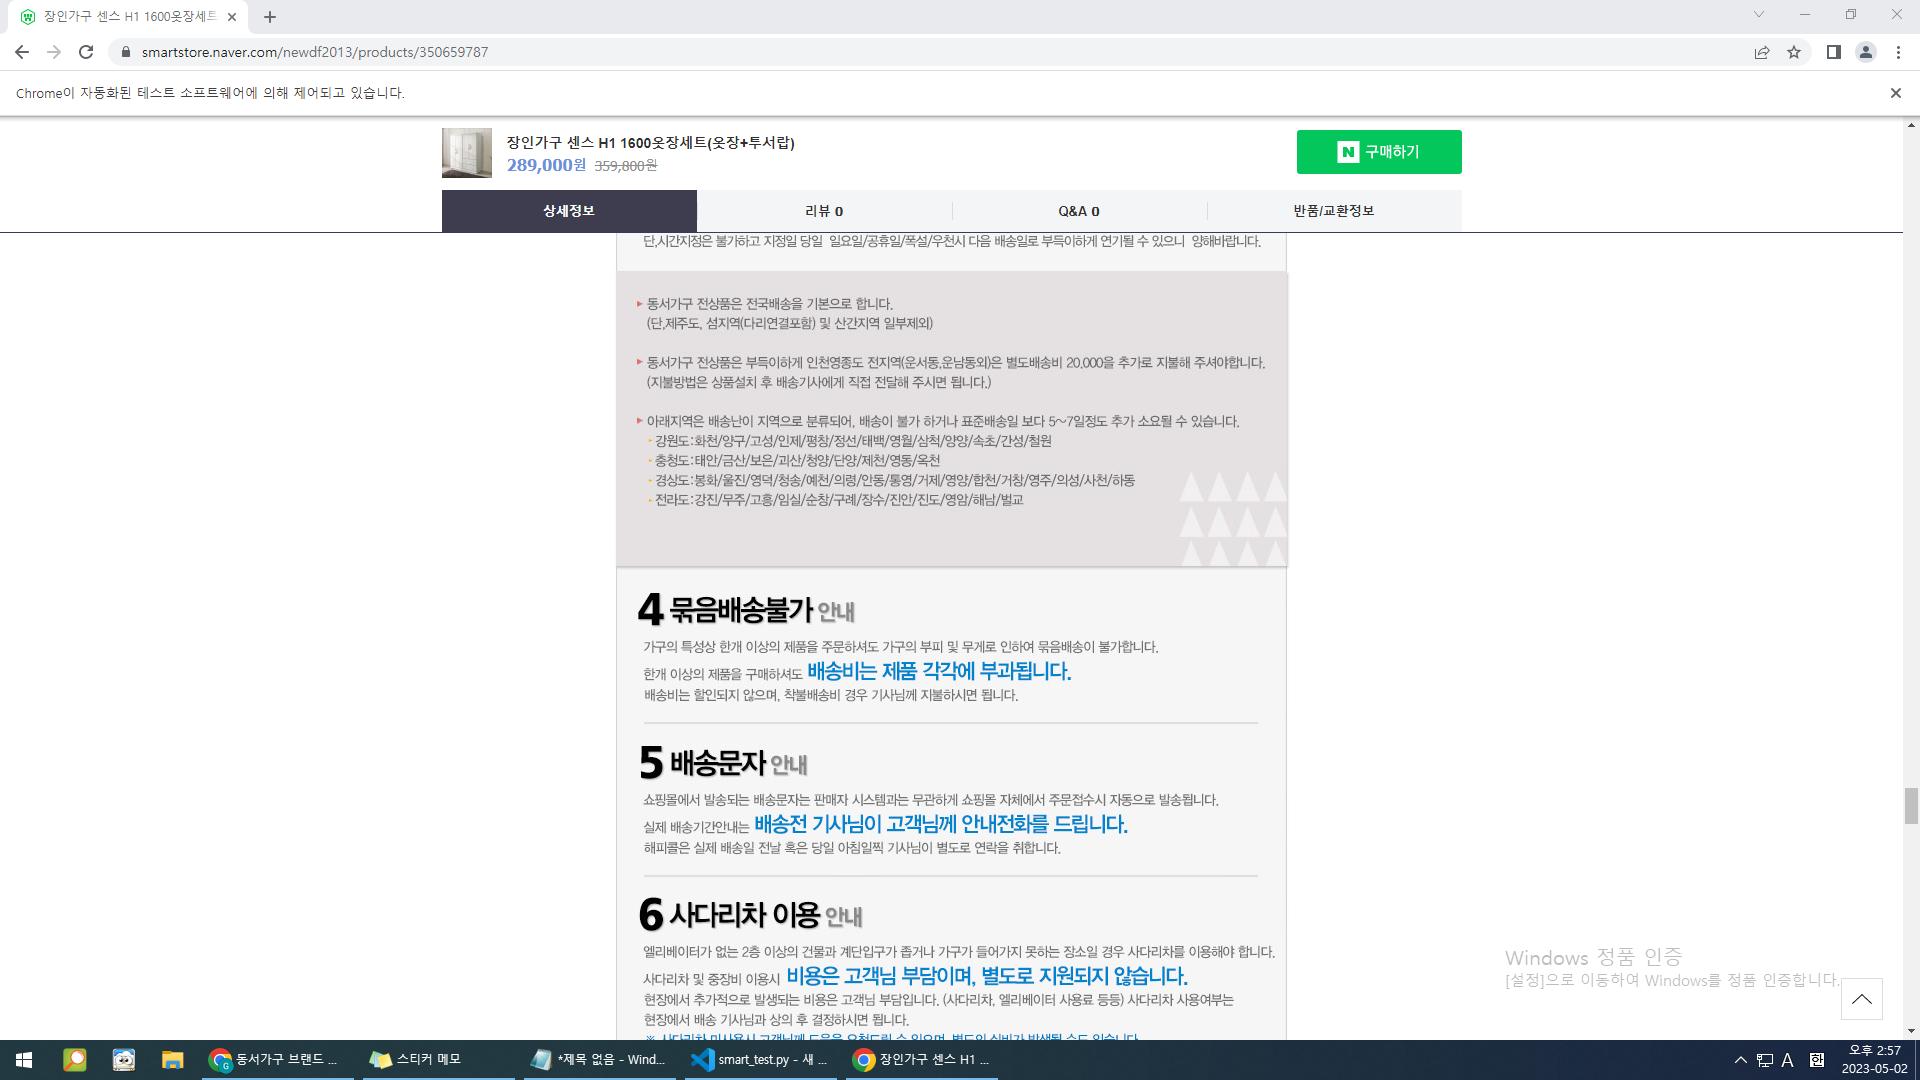 장인가구 센스 H1 1600옷장세트
smartstore.naver.com/newdf2013/products/350659787
Chrome이 자동화된 테스트 소프트웨어에 의해 제어되고 있습니다.
장인가구 센스 H1 1600옷장세트(옷장+투서랍)
289,000원 359,800원
N 구매하기
상세정보 리뷰 0 Q&A 0 반품/교환정보
단,시간지정은 불가하고 지정일 당일 일요일/공휴일/폭설/우천시 다음 배송일로 부득이하게 연기될 수 있으니 양해바랍니다.
동서가구 전상품은 전국배송을 기본으로 합니다.
(단,제주도, 섬지역(다리연결포함) 및 산간지역 일부제외)
동서가구 전상품은 부득이하게 인천영종도 전지역(운서동,운남동외)은 별도배송비 20,000을 추가로 지불해 주셔야합니다.
(지불방법은 상품설치 후 배송기사에게 직접 전달해 주시면 됩니다.)
아래지역은 배송난이 지역으로 분류되어, 배송이 불가 하거나 표준배송일 보다 5~7일정도 추가 소요될 수 있습니다.
강원도:화천/양구/고성/인제/평창/정선/태백/영월/삼척/양양/속초/간성/철원
충청도:태안/금산/보은/괴산/청양/단양/제천/영동/옥천
경상도:봉화/울진/영덕/청송/예천/의령/안동/통영/거제/영양/합천/거창/영주/의성/사천/하동
전라도:강진/무주/고흥/임실/순창/구례/장수/진안/진도/영암/해남/벌교
4 묶음배송불가 안내
가구의 특성상 한개 이상의 제품을 주문하셔도 가구의 부피 및 무게로 인하여 묶음배송이 불가합니다.
한개 이상의 제품을 구매하셔도 배송비는 제품 각각에 부과됩니다.
배송비는 할인되지 않으며, 착불배송비 경우 기사님께 지불하시면 됩니다.
5 배송문자 안내
쇼핑몰에서 발송되는 배송문자는 판매자 시스템과는 무관하게 쇼핑몰 자체에서 주문접수시 자동으로 발송됩니다.
실제 배송기간안내는 배송전 기사님이 고객님께 안내전화를 드립니다.
해피콜은 실제 배송일 전날 혹은 당일 아침일찍 기사님이 별도로 연락을 취합니다.
6 사다리차 이용 안내
엘리베이터가 없는 2층 이상의 건물과 계단입구가 좁거나 가구가 들어가지 못하는 장소일 경우 사다리차를 이용해야 합니다.
사다리차 및 중장비 이용시 비용은 고객님 부담이며, 별도로 지원되지 않습니다.
현장에서 추가적으로 발생되는 비용은 고객님 부담입니다. (사다리차, 엘리베이터 사용료 등등) 사다리차 사용여부는
현장에서 배송 기사님과 상의 후 결정하시면 됩니다.
※ 사다리차 미사용시 고객님께 도움을 요청드릴 수 있으며, 별도의 수비가 발생될 수도 있습니다.
Windows 정품 인증
[설정]으로 이동하여 Windows를 정품 인증합니다.
동서가구 브랜드 ...
스티커 메모
*제목 없음 - Wind...
smart_test.py - 새 ...
장인가구 센스 H1 ...
A 한
오후 2:57
2023-05-02